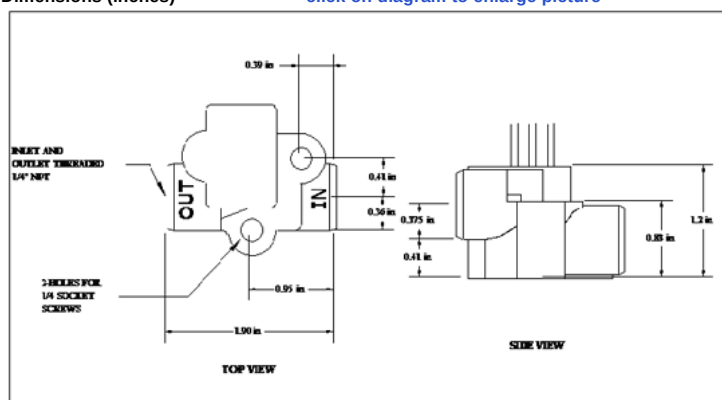 Dimensions (inches)
click on diagram to enlarge picture
0.39 in
INLET AND
OUTLET THREADED
1/4" NPT
OUT
IN
0.41 in
0.36 in
2-HOLES FOR
1/4 SOCKET
SCREWS
0.95 in
1.90 in
TOP VIEW
0.375 in
0.41 in
0.83 in
1.2 in
SIDE VIEW